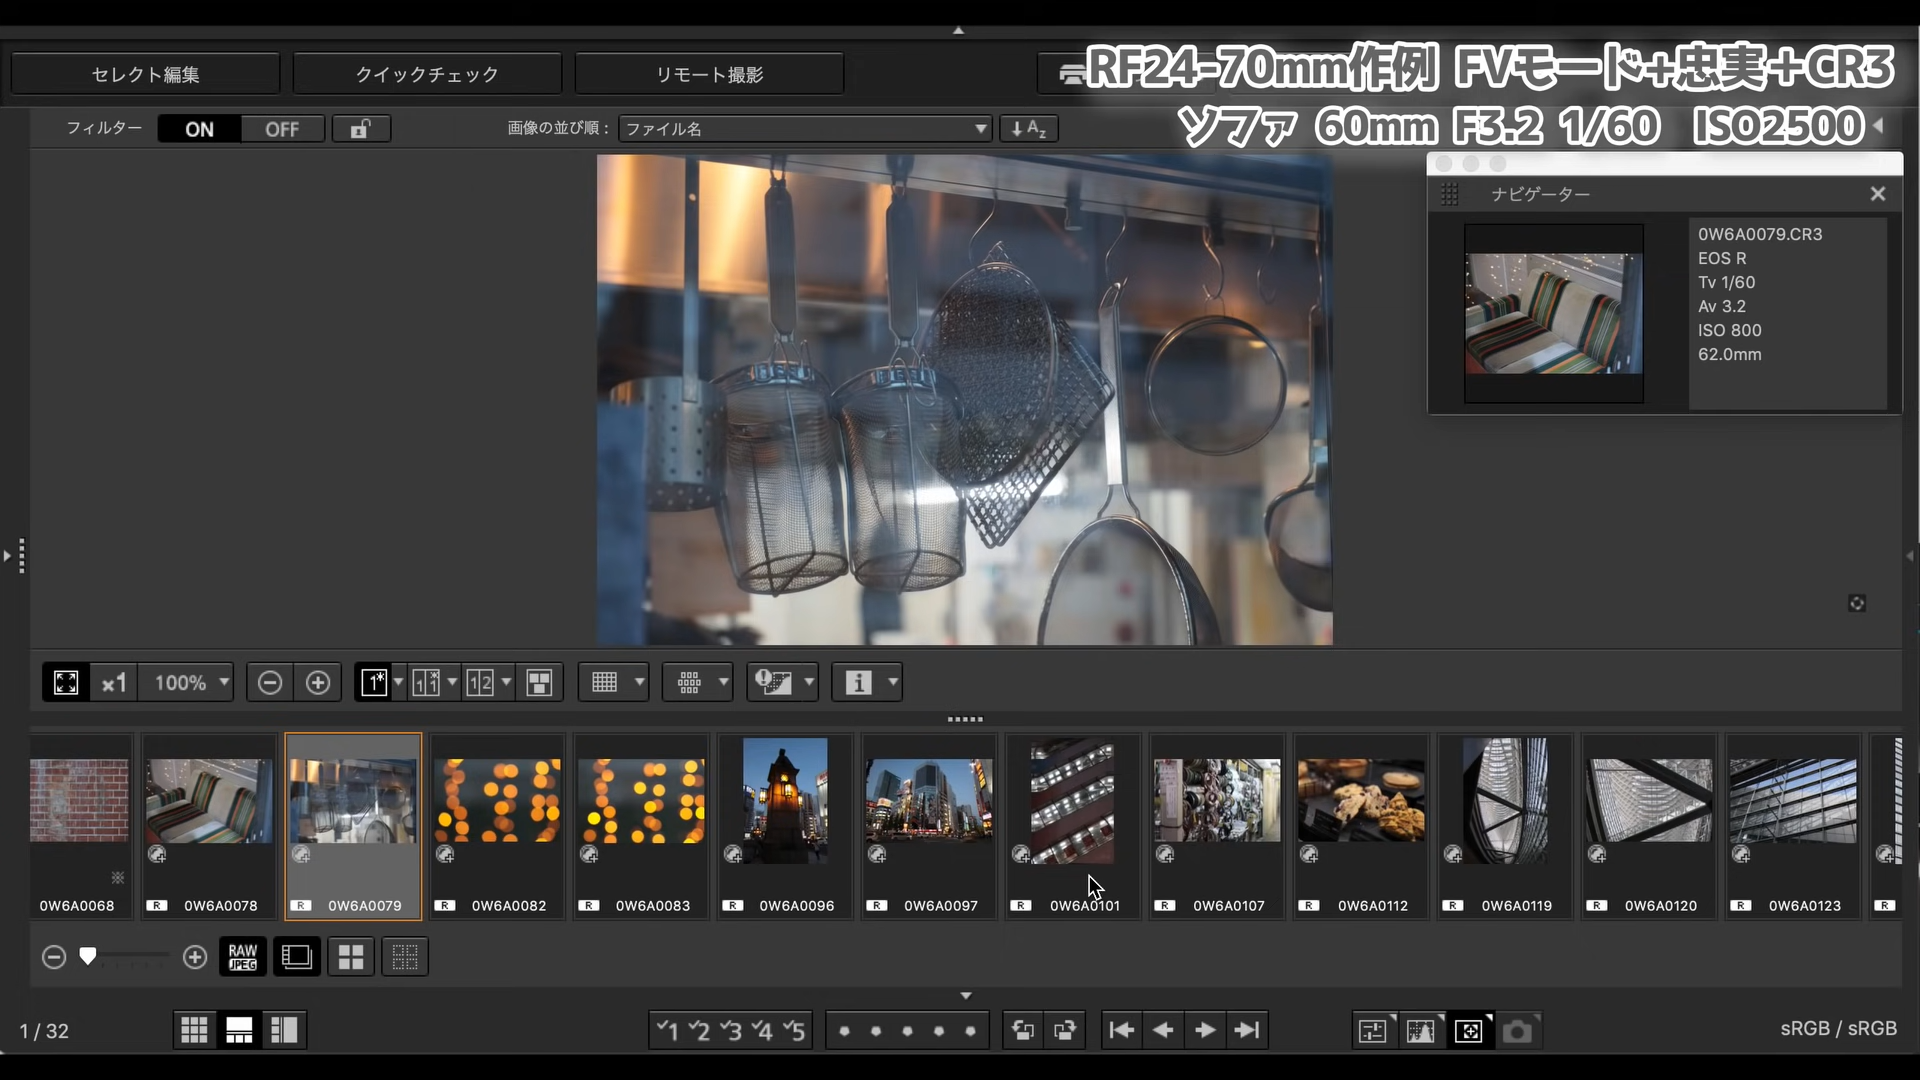 RF24-70mm作例 FVモード+忠実+CR3
ソファ 60mm F3.2 1/60 ISO2500
セレクト編集
クイックチェック
リモート撮影
フィルター
ON
OFF
画像の並び順：
ファイル名
ナビゲーター
0W6A0079.CR3
EOS R
Tv 1/60
Av 3.2
ISO 800
62.0mm
x1
100%
0W6A0068
R 0W6A0078
R 0W6A0079
R 0W6A0082
R 0W6A0083
R 0W6A0096
R 0W6A0097
R 0W6A0101
R 0W6A0107
R 0W6A0112
R 0W6A0119
R 0W6A0120
R 0W6A0123
R
RAW
JPEG
1 / 32
1 2 3 4 5
sRGB / sRGB